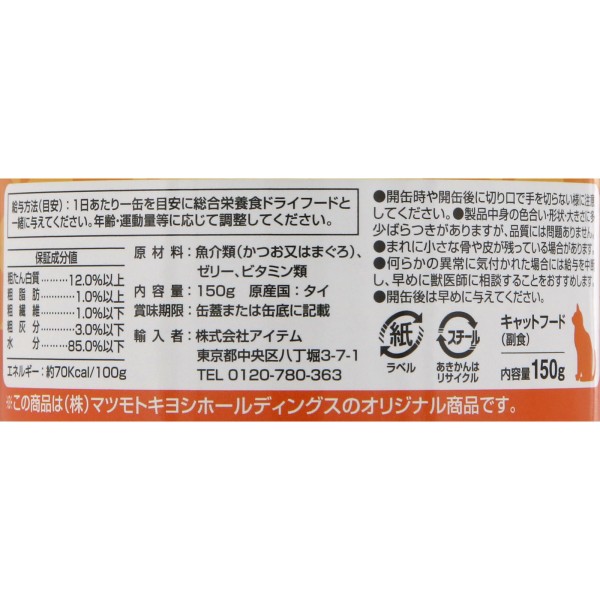 給与方法(目安):1日あたり一缶を目安に総合栄養食ドライフードと
一緒に与えてください。年齢・運動量等に応じて調整してください。
保証成分値
粗たん白質 12.0%以上
粗脂肪 1.0%以上
粗繊維 1.0%以下
粗灰分 3.0%以下
水分 85.0%以下
エネルギー:約70Kcal/100g
原材料:魚介類(かつお又はまぐろ)、
ゼリー、ビタミン類
内容量:150g 原産国:タイ
賞味期限:缶蓋または缶底に記載
輸入者:株式会社アイテム
東京都中央区八丁堀3-7-1
TEL 0120-780-363
●開缶時や開缶後に切り口で手を切らない様に注意
してください。●製品中身の色合い・形状・大きさに多
少ばらつきがありますが、品質には問題ありません。
●まれに小さな骨や皮が残っている場合があります。
●何らかの異常に気付かれた場合には給与を中断
し、早めに獣医師に相談することをおすすめします。
●開缶後は早めに与えてください。
紙
ラベル
スチール
あきかんは
リサイクル
キャットフード
(副食)
内容量150g
※この商品は(株)マツモトキヨシホールディングスのオリジナル商品です。